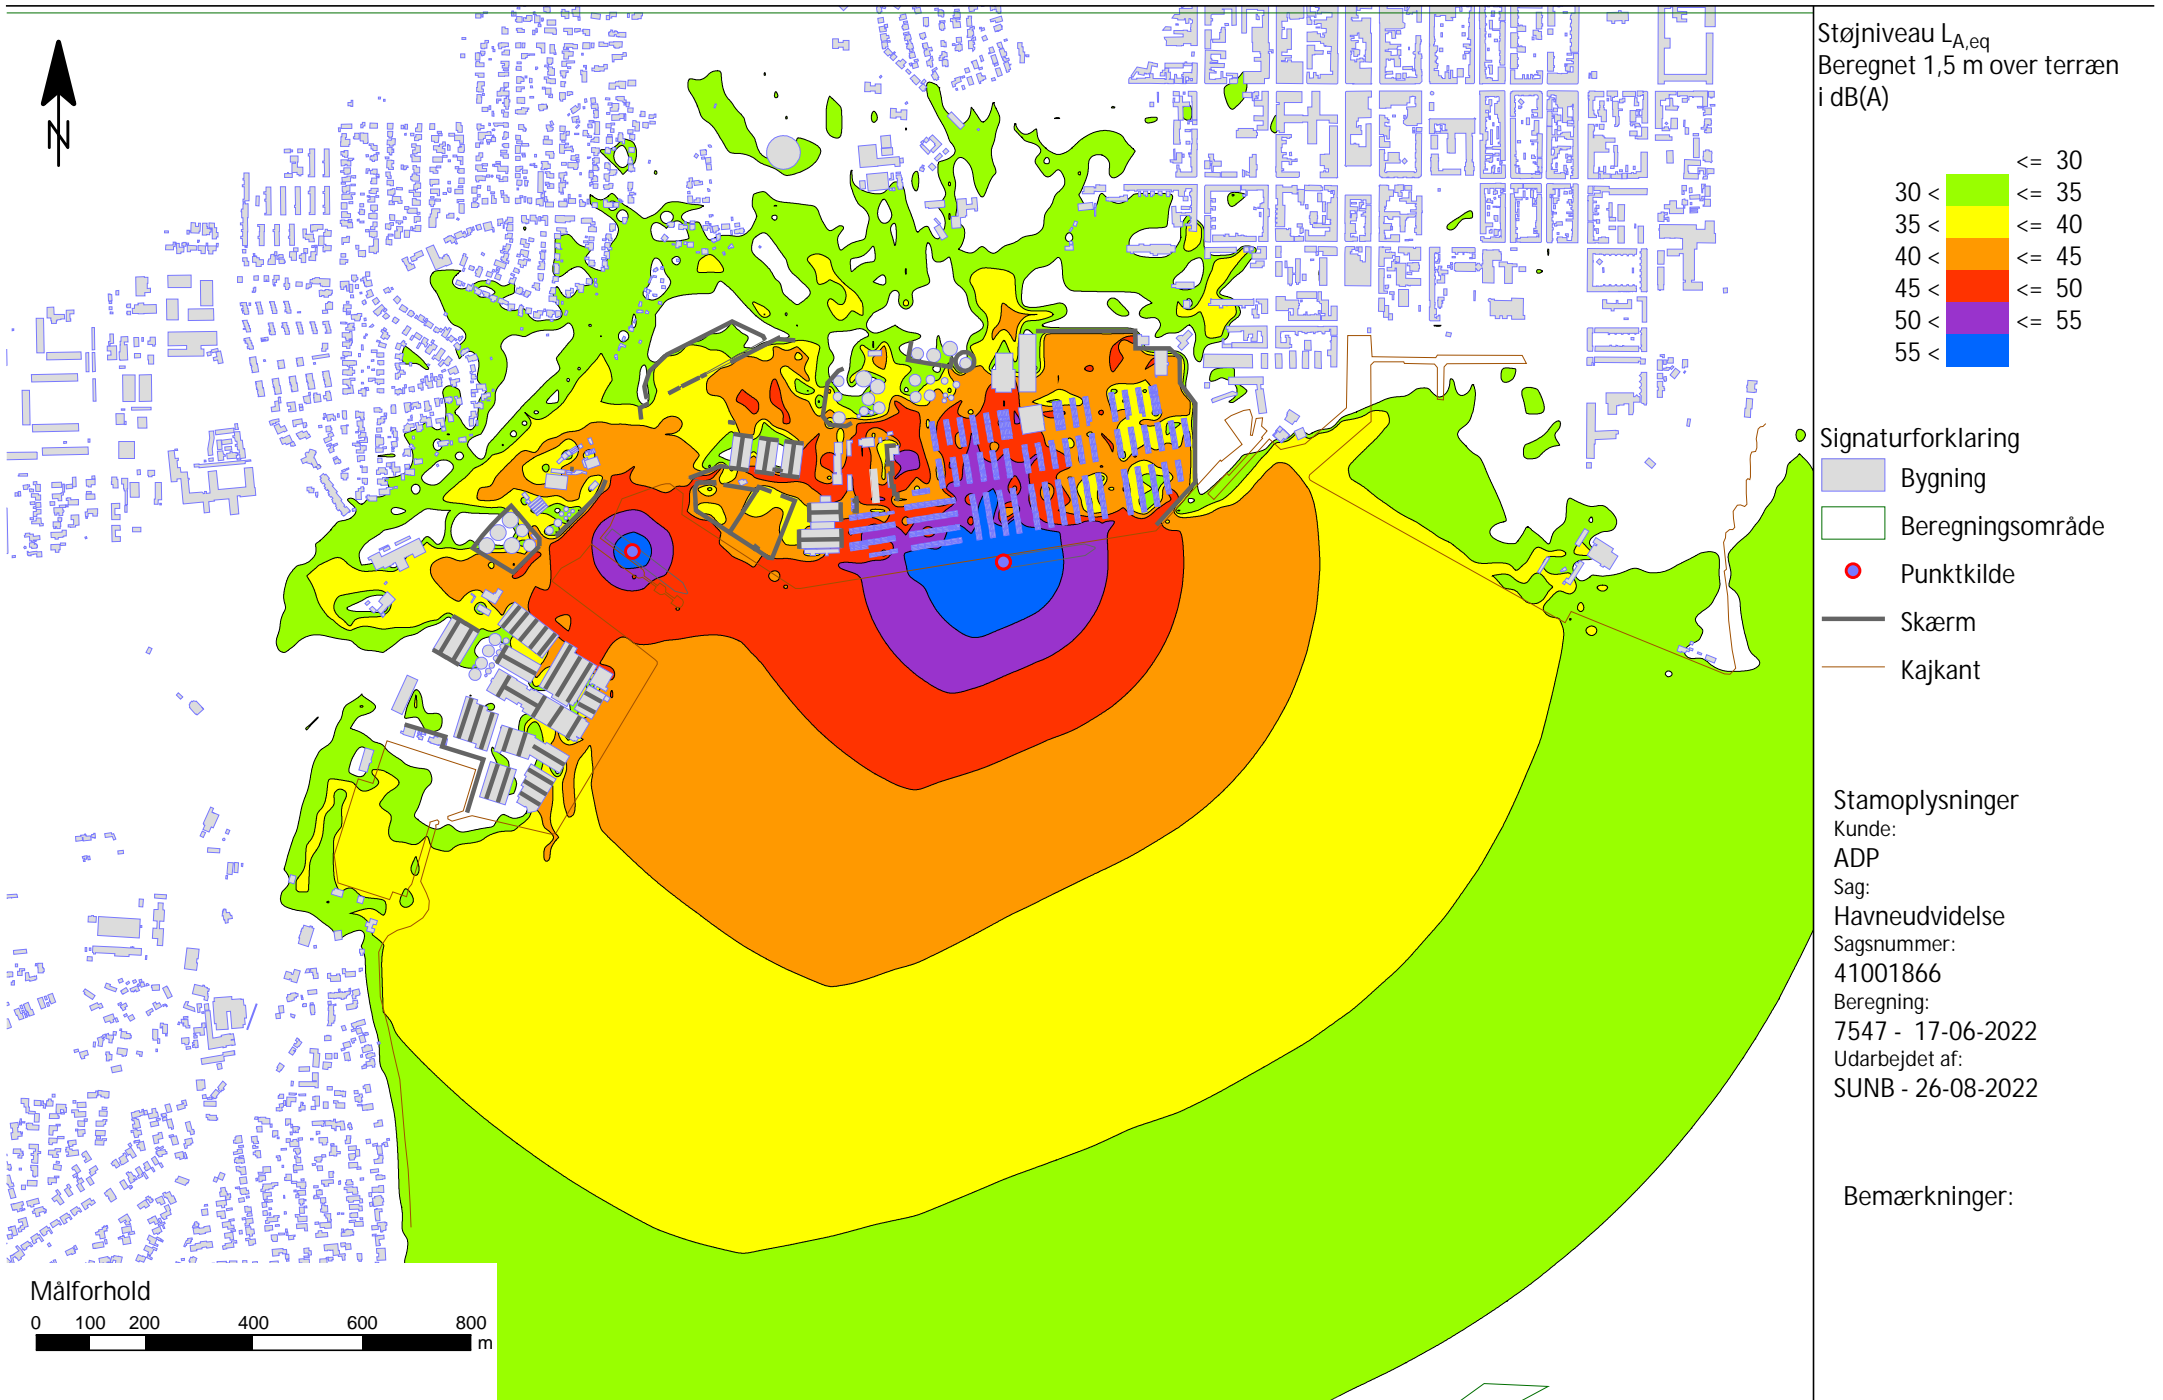 N
Støjniveau LA,eq
Beregnet 1,5 m over terræn
i dB(A)
<= 30
30 < <= 35
35 < <= 40
40 < <= 45
45 < <= 50
50 < <= 55
55 <
Signaturforklaring
Bygning
Beregningsområde
Punktkilde
Skærm
Kajkant
Stamoplysninger
Kunde:
ADP
Sag:
Havneudvidelse
Sagsnummer:
41001866
Beregning:
7547 - 17-06-2022
Udarbejdet af:
SUNB - 26-08-2022
Bemærkninger:
Målforhold
0 100 200 400 600 800
m